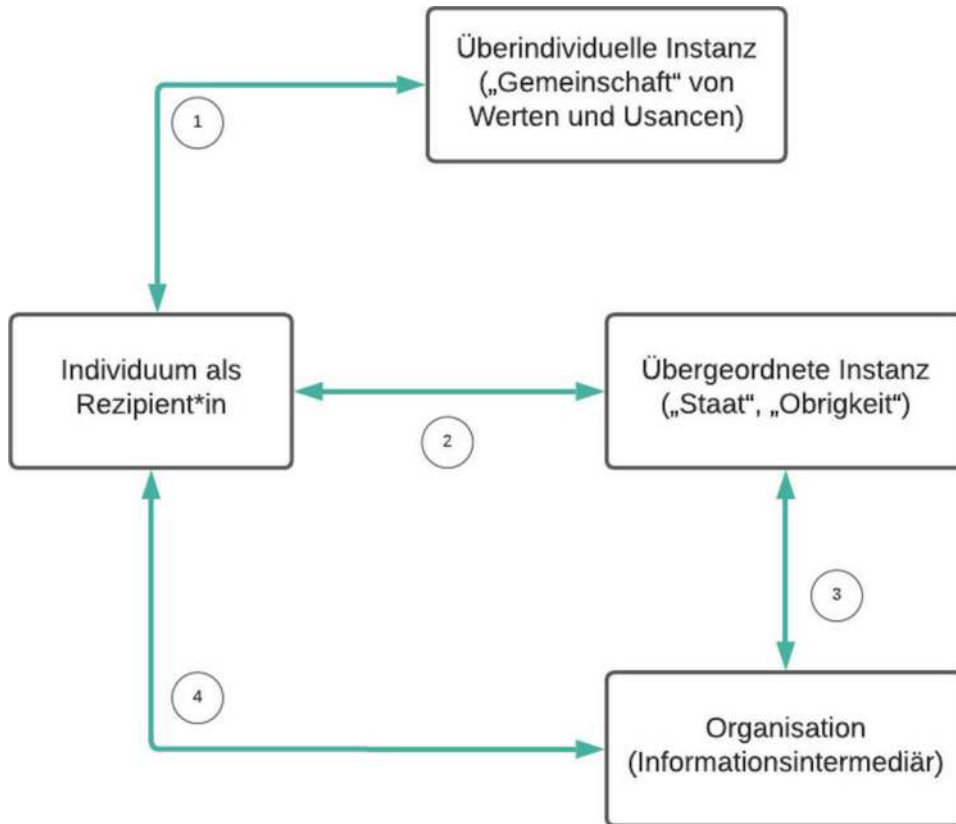 Überindividuelle Instanz
(„Gemeinschaft“ von
Werten und Usancen)
1
Individuum als
Rezipient*in
Übergeordnete Instanz
(„Staat“, „Obrigkeit“)
2
3
4
Organisation
(Informationsintermediär)